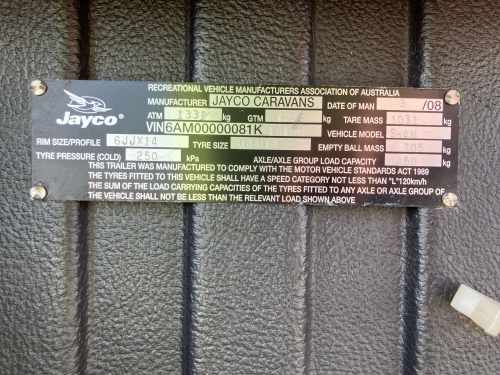 RECREATIONAL VEHICLE MANUFACTURERS ASSOCIATION OF AUSTRALIA
Jayco
MANUFACTURER JAYCO CARAVANS DATE OF MAN /08
ATM GTM KG TARE MASS 1031
VIN 6AM00000081K VEHICLE MODEL
RIM SIZE/PROFILE 6JJX14 TYRE SIZE EMPTY BALL MASS
TYRE PRESSURE (COLD) 250 kPa AXLE/AXLE GROUP LOAD CAPACITY
THIS TRAILER WAS MANUFACTURED TO COMPLY WITH THE MOTOR VEHICLE STANDARDS ACT 1989
THE TYRES FITTED TO THIS VEHICLE SHALL HAVE A SPEED CATEGORY NOT LESS THAN "L"120km/h
THE SUM OF THE LOAD CARRYING CAPACITIES OF THE TYRES FITTED TO ANY AXLE OR AXLE GROUP OF
THE VEHICLE SHALL NOT BE LESS THAN THE RELEVANT LOAD SHOWN ABOVE